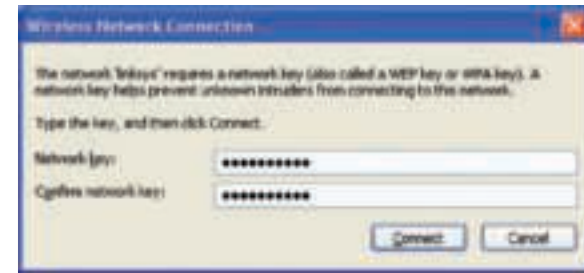 Wireless Network Connection
The network 'linksys' requires a network key (also called a WEP key or WPA key). A
network key helps prevent unknown intruders from connecting to this network.
Type the key, and then click Connect.
Network key: ••••••••••
Confirm network key: ••••••••••
Connect Cancel